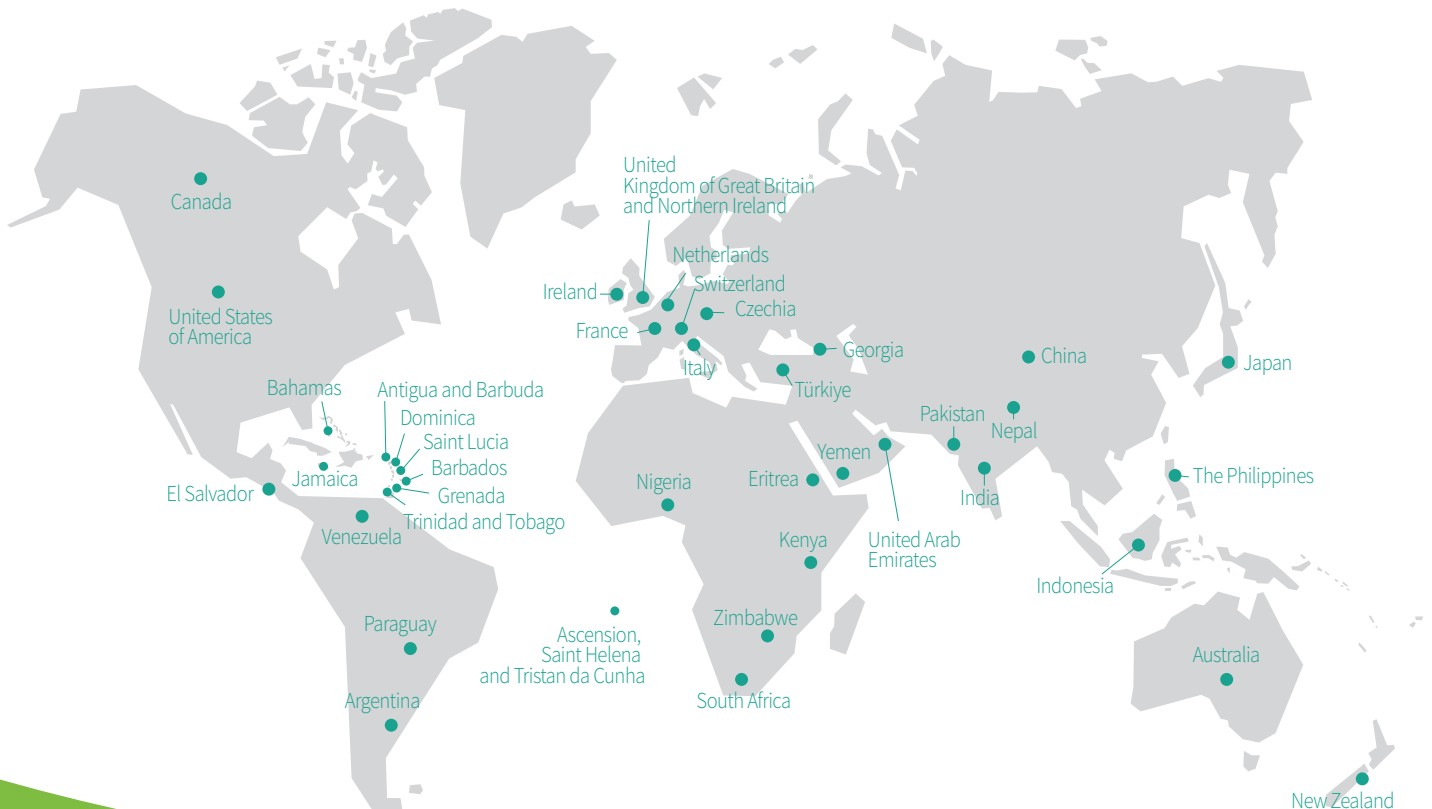 United
Kingdom of Great Britain
and Northern Ireland
Canada
Netherlands
Switzerland
Ireland
Czechia
United States
of America
France
Georgia
China
Japan
Italy
Bahamas
Antigua and Barbuda
Türkiye
Dominica
Pakistan
Nepal
Saint Lucia
Yemen
Barbados
Jamaica
El Salvador
Grenada
Nigeria
Eritrea
India
The Philippines
Trinidad and Tobago
Venezuela
Kenya
United Arab
Emirates
Indonesia
Paraguay
Ascension,
Saint Helena
and Tristan da Cunha
Zimbabwe
Australia
Argentina
South Africa
New Zealand